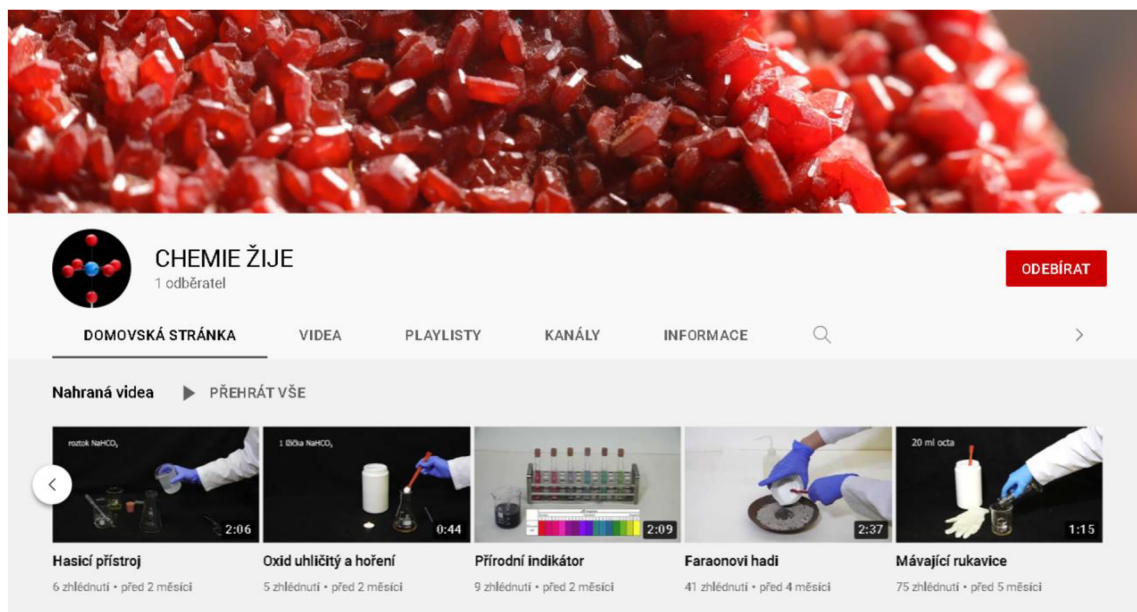 CHEMIE ŽIJE
1 odběratel
ODEBÍRAT
DOMOVSKÁ STRÁNKA VIDEA PLAYLISTY KANÁLY INFORMACE
Nahraná videa PŘEHRÁT VŠE
roztok NaHCO₃ 1 lžička NaHCO₃ 20 ml octa
2:06 0:44 2:09 2:37 1:15
Hasicí přístroj Oxid uhličitý a hoření Přírodní indikátor Faraonovi hadi Mávající rukavice
6 zhlédnutí • před 2 měsíci 5 zhlédnutí • před 2 měsíci 9 zhlédnutí • před 2 měsíci 41 zhlédnutí • před 4 měsíci 75 zhlédnutí • před 5 měsíci